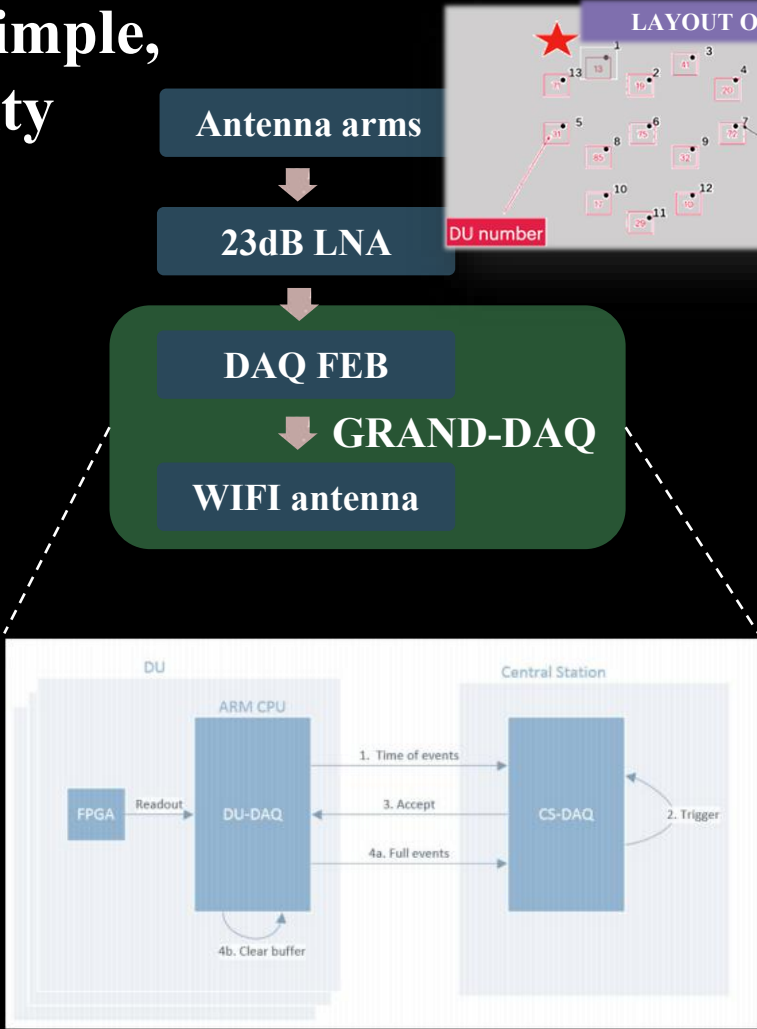 imple,
ty
LAYOUT O
1
3
13
41
13
2
4
19
20
5
6
7
31
8
9
85
32
10
12
11
29
10
DU number
Antenna arms
23dB LNA
DAQ FEB
GRAND-DAQ
WIFI antenna
DU
Central Station
ARM CPU
1. Time of events
FPGA
Readout
DU-DAQ
3. Accept
CS-DAQ
2. Trigger
4a. Full events
4b. Clear buffer